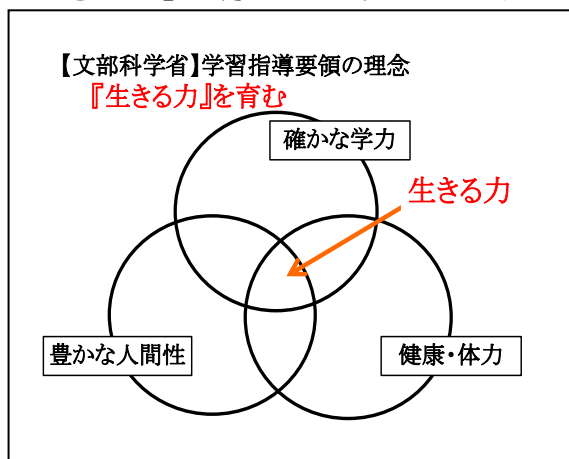 【文部科学省】学習指導要領の理念
『生きる力』を育む
確かな学力
生きる力
豊かな人間性
健康・体力